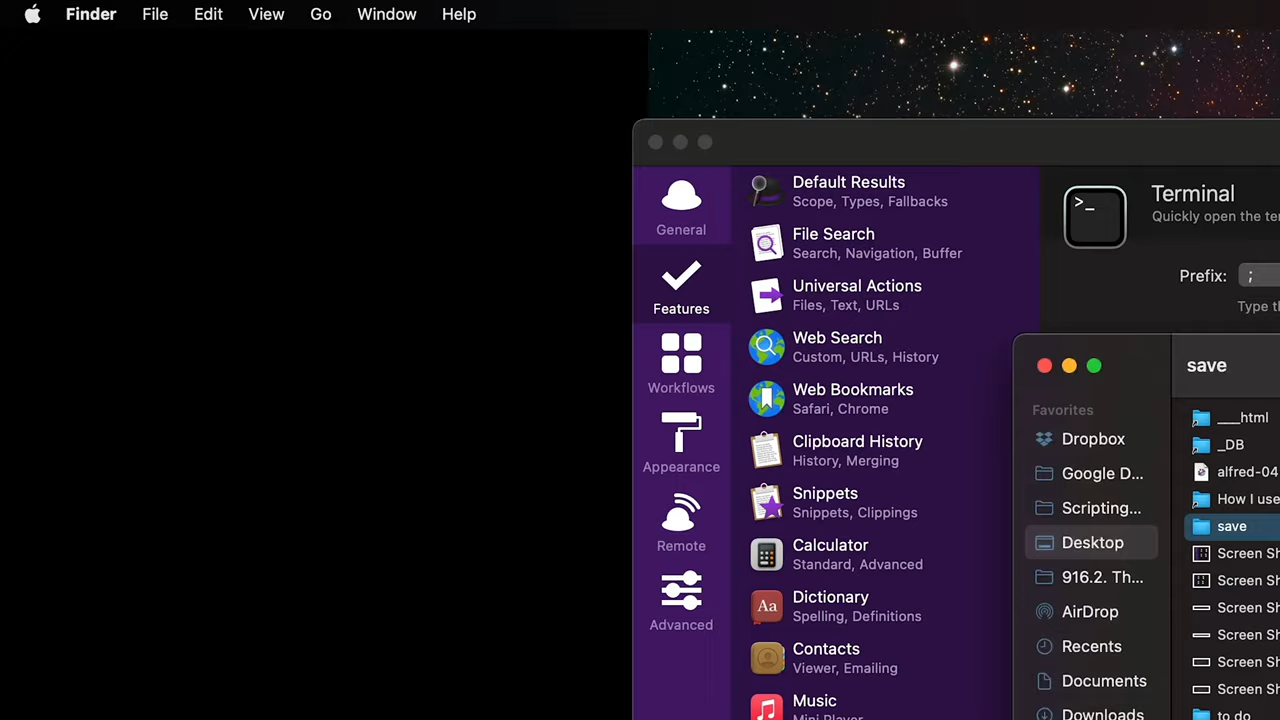 Finder File Edit View Go Window Help
General
Features
Workflows
Appearance
Remote
Advanced
Default Results
Scope, Types, Fallbacks
File Search
Search, Navigation, Buffer
Universal Actions
Files, Text, URLs
Web Search
Custom, URLs, History
Web Bookmarks
Safari, Chrome
Clipboard History
History, Merging
Snippets
Snippets, Clippings
Calculator
Standard, Advanced
Dictionary
Spelling, Definitions
Contacts
Viewer, Emailing
Music
Mini Player
>_
Aa
Terminal
Quickly open the te
Prefix: ;
Type th
save
Favorites
Dropbox
Google D...
Scripting...
Desktop
916.2. Th...
AirDrop
Recents
Documents
Downloads
___html
_DB
alfred-04
How I use
save
Screen Sh
Screen Sh
Screen Sh
Screen Sh
Screen Sh
Screen Sh
to do